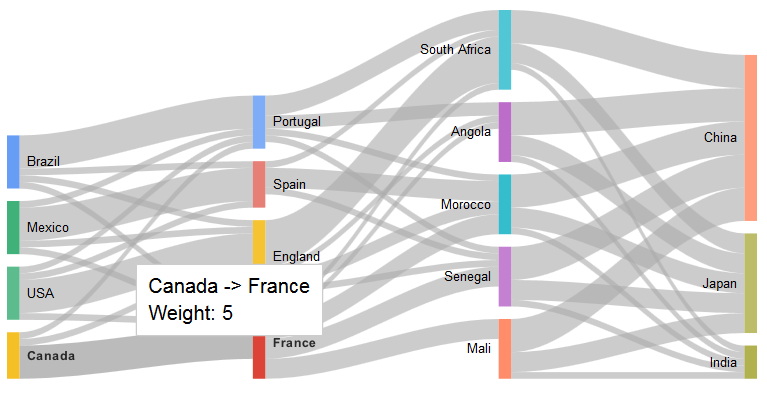 South Africa
Portugal
Angola
China
Brazil
Spain
Mexico
Morocco
England
Senegal
Japan
USA
Canada -> France
Weight: 5
Canada
France
Mali
India